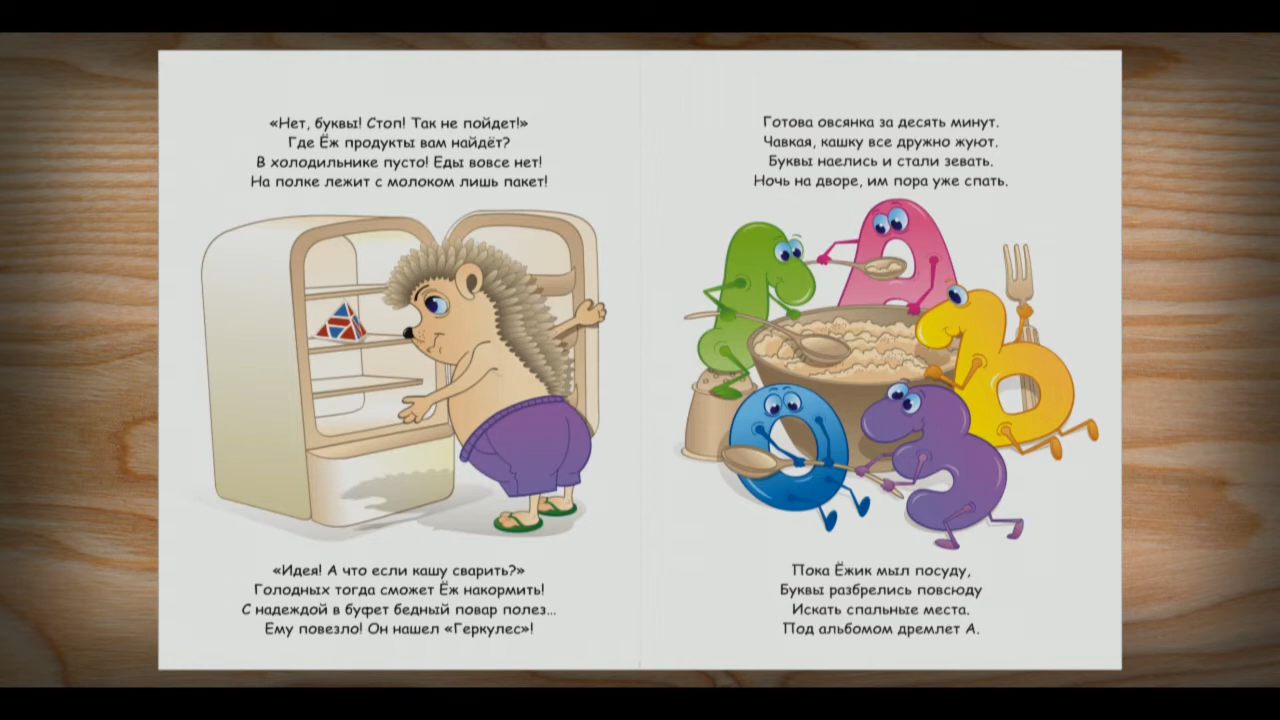 «Нет, буквы! Стоп! Так не пойдет!»
Где Ёж продукты вам найдёт?
В холодильнике пусто! Еды вовсе нет!
На полке лежит с молоком лишь пакет!
«Идея! А что если кашу сварить?»
Голодных тогда сможет Ёж накормить!
С надеждой в буфет бедный повар полез...
Ему повезло! Он нашел «Геркулес»!
Готова овсянка за десять минут.
Чавкая, кашку все дружно жуют.
Буквы наелись и стали зевать.
Ночь на дворе, им пора уже спать.
Пока Ёжик мыл посуду,
Буквы разбрелись повсюду
Искать спальные места.
Под альбомом дремлет А.